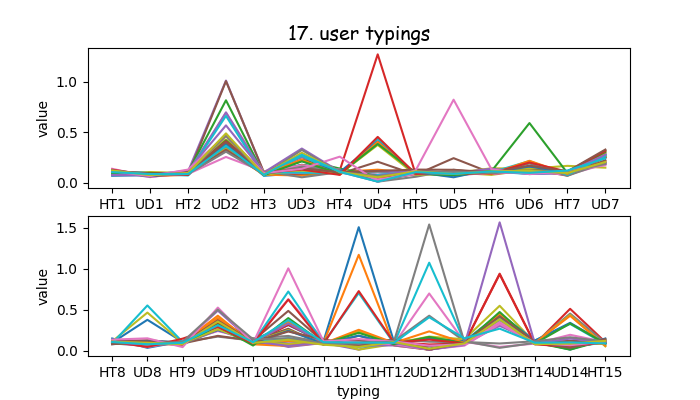 17. user typings
value
1.0
0.5
0.0
HT1 UD1 HT2 UD2 HT3 UD3 HT4 UD4 HT5 UD5 HT6 UD6 HT7 UD7
value
1.5
1.0
0.5
0.0
HT8 UD8 HT9 UD9 HT10 UD10 HT11 UD11 HT12 UD12 HT13 UD13 HT14 UD14 HT15
typing